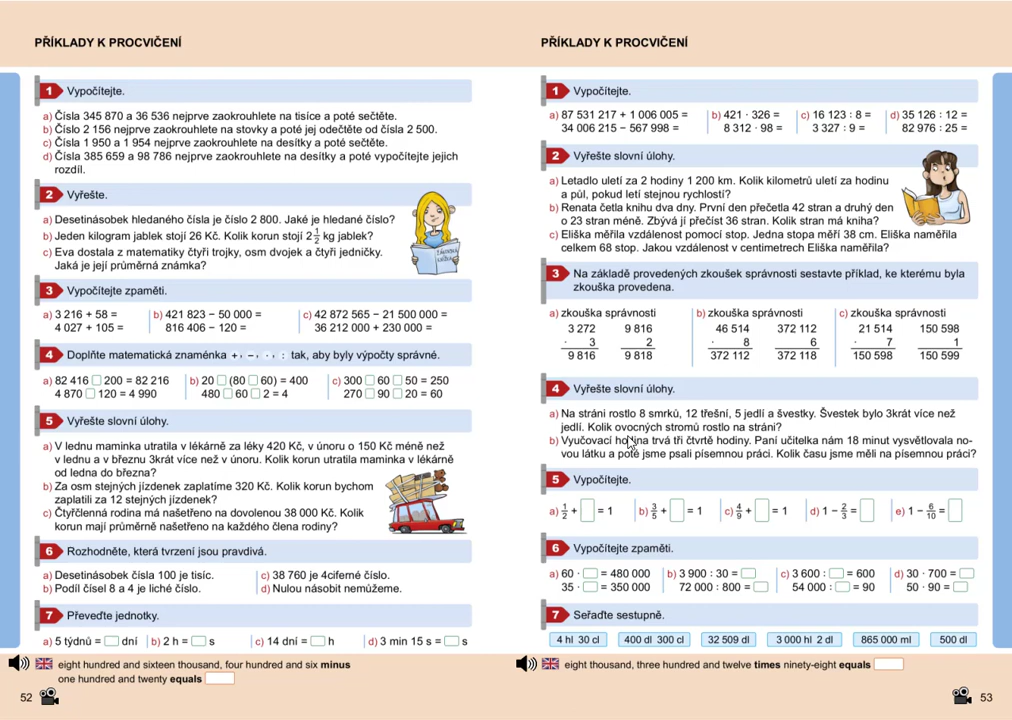 PŘÍKLADY K PROCVIČENÍ
1 Vypočítejte.
a) Čísla 345 870 a 36 536 nejprve zaokrouhlete na tisíce a poté sečtěte.
b) Číslo 2 156 nejprve zaokrouhlete na stovky a poté jej odečtěte od čísla 2 500.
c) Čísla 1 950 a 1 954 nejprve zaokrouhlete na desítky a poté sečtěte.
d) Čísla 385 659 a 98 786 nejprve zaokrouhlete na desítky a poté vypočítejte jejich
rozdíl.
2 Vyřešte.
a) Desetinásobek hledaného čísla je číslo 2 800. Jaké je hledané číslo?
b) Jeden kilogram jablek stojí 26 Kč. Kolik korun stojí 2 1/2 kg jablek?
c) Eva dostala z matematiky čtyři trojky, osm dvojek a čtyři jedničky.
Jaká je její průměrná známka?
ŽÁKOVSKÁ
KNÍŽKA
3 Vypočítejte zpaměti.
a) 3 216 + 58 = b) 421 823 − 50 000 = c) 42 872 565 − 21 500 000 =
4 027 + 105 = 816 406 − 120 = 36 212 000 + 230 000 =
4 Doplňte matematická znaménka +, −, ·, : tak, aby byly výpočty správné.
a) 82 416 □ 200 = 82 216 b) 20 □ (80 □ 60) = 400 c) 300 □ 60 □ 50 = 250
4 870 □ 120 = 4 990 480 □ 60 □ 2 = 4 270 □ 90 □ 20 = 60
5 Vyřešte slovní úlohy.
a) V lednu maminka utratila v lékárně za léky 420 Kč, v únoru o 150 Kč méně než
v lednu a v březnu 3krát více než v únoru. Kolik korun utratila maminka v lékárně
od ledna do března?
b) Za osm stejných jízdenek zaplatíme 320 Kč. Kolik korun bychom
zaplatili za 12 stejných jízdenek?
c) Čtyřčlenná rodina má našetřeno na dovolenou 38 000 Kč. Kolik
korun mají průměrně našetřeno na každého člena rodiny?
6 Rozhodněte, která tvrzení jsou pravdivá.
a) Desetinásobek čísla 100 je tisíc. c) 38 760 je 4ciferné číslo.
b) Podíl čísel 8 a 4 je liché číslo. d) Nulou násobit nemůžeme.
7 Převeďte jednotky.
a) 5 týdnů = □ dní b) 2 h = □ s c) 14 dní = □ h d) 3 min 15 s = □ s
eight hundred and sixteen thousand, four hundred and six minus
one hundred and twenty equals
52
PŘÍKLADY K PROCVIČENÍ
1 Vypočítejte.
a) 87 531 217 + 1 006 005 = b) 421 · 326 = c) 16 123 : 8 = d) 35 126 : 12 =
34 006 215 − 567 998 = 8 312 · 98 = 3 327 : 9 = 82 976 : 25 =
2 Vyřešte slovní úlohy.
a) Letadlo uletí za 2 hodiny 1 200 km. Kolik kilometrů uletí za hodinu
a půl, pokud letí stejnou rychlostí?
b) Renata četla knihu dva dny. První den přečetla 42 stran a druhý den
o 23 stran méně. Zbývá jí přečíst 36 stran. Kolik stran má kniha?
c) Eliška měřila vzdálenost pomocí stop. Jedna stopa měří 38 cm. Eliška naměřila
celkem 68 stop. Jakou vzdálenost v centimetrech Eliška naměřila?
3 Na základě provedených zkoušek správnosti sestavte příklad, ke kterému byla
zkouška provedena.
a) zkouška správnosti b) zkouška správnosti c) zkouška správnosti
3 272 9 816 46 514 372 112 21 514 150 598
· 3 2 · 8 6 · 7 1
9 816 9 818 372 112 372 118 150 598 150 599
4 Vyřešte slovní úlohy.
a) Na stráni rostlo 8 smrků, 12 třešní, 5 jedlí a švestky. Švestek bylo 3krát více než
jedlí. Kolik ovocných stromů rostlo na stráni?
b) Vyučovací hodina trvá tři čtvrtě hodiny. Paní učitelka nám 18 minut vysvětlovala no-
vou látku a poté jsme psali písemnou práci. Kolik času jsme měli na písemnou práci?
5 Vypočítejte.
a) 1/2 + □ = 1 b) 3/5 + □ = 1 c) 4/9 + □ = 1 d) 1 − 2/3 = □ e) 1 − 6/10 = □
6 Vypočítejte zpaměti.
a) 60 · □ = 480 000 b) 3 900 : 30 = □ c) 3 600 : □ = 600 d) 30 · 700 = □
35 · □ = 350 000 72 000 : 800 = □ 54 000 : □ = 90 50 · 90 = □
7 Seřaďte sestupně.
4 hl 30 cl 400 dl 300 cl 32 509 dl 3 000 hl 2 dl 865 000 ml 500 dl
eight thousand, three hundred and twelve times ninety-eight equals
53